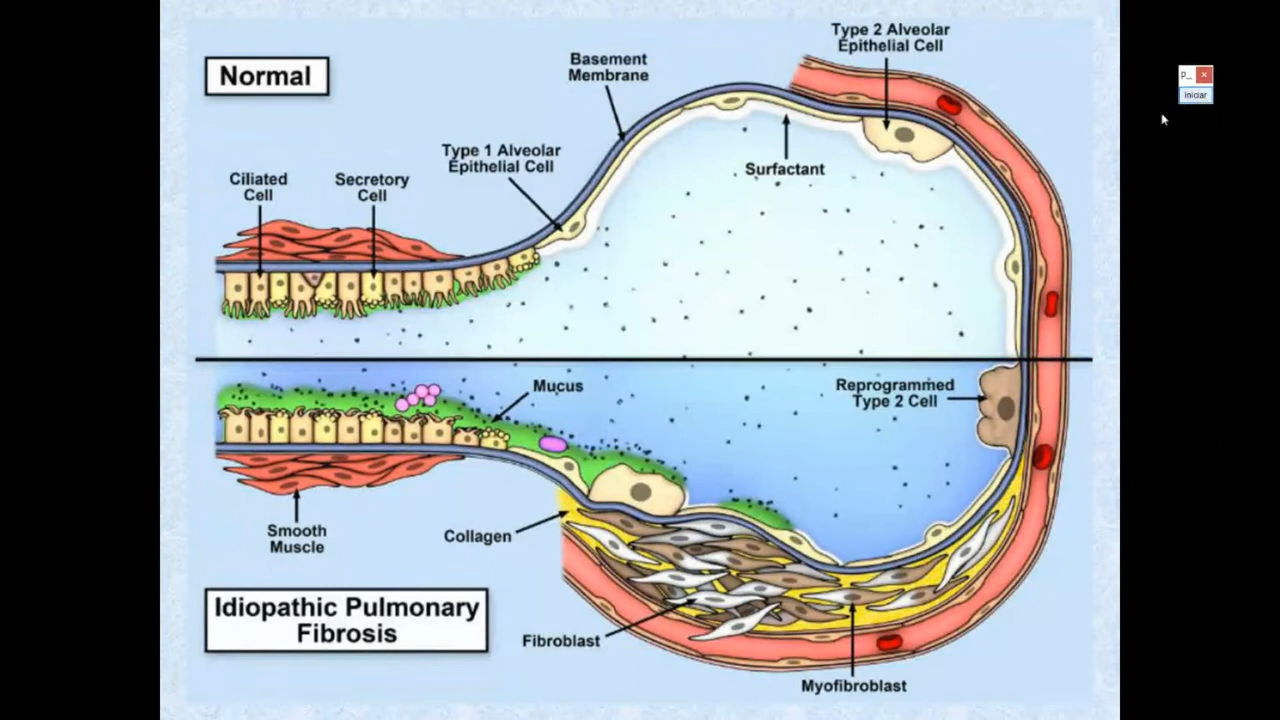 Type 2 Alveolar
Epithelial Cell
Normal
Basement
Membrane
P...
Iniciar
Type 1 Alveolar
Epithelial Cell
Surfactant
Ciliated
Cell
Secretory
Cell
Mucus
Reprogrammed
Type 2 Cell
Smooth
Muscle
Collagen
Idiopathic Pulmonary
Fibrosis
Fibroblast
Myofibroblast